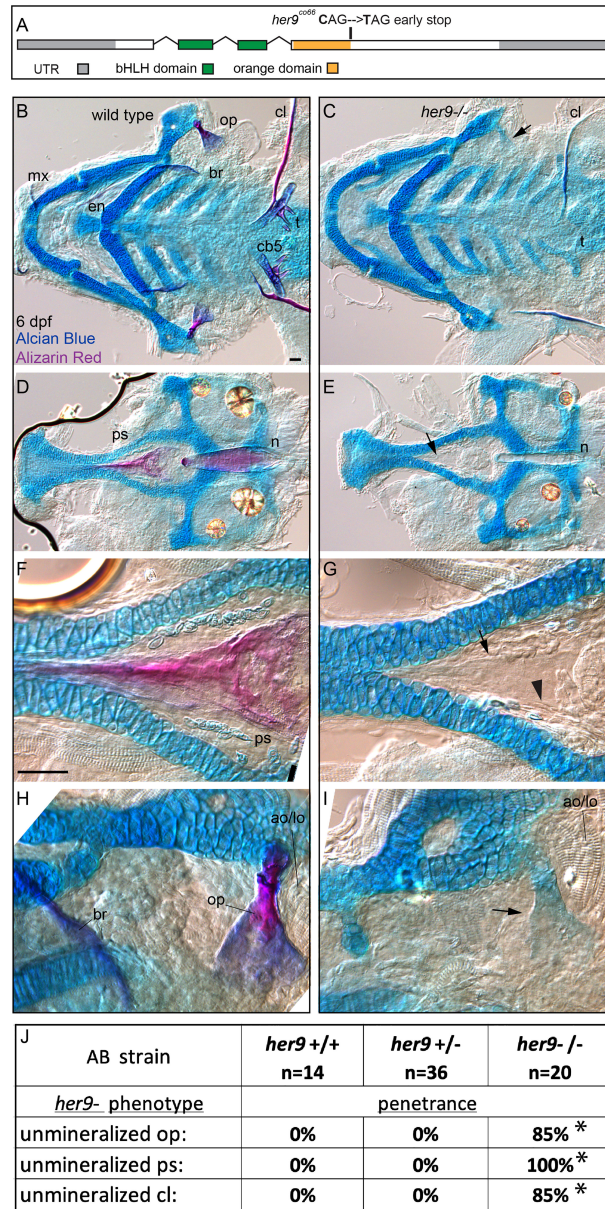 A
her9co66 CAG-->TAG early stop
UTR bHLH domain orange domain
B
wild type
op
cl
mx
br
en
t
cb5
6 dpf
Alcian Blue
Alizarin Red
C
her9-/-
cl
t
D
ps
n
E
n
F
ps
G
H
ao/lo
op
br
I
ao/lo
J
AB strain her9 +/+ her9 +/- her9- /-
n=14 n=36 n=20
her9- phenotype penetrance
unmineralized op: 0% 0% 85% *
unmineralized ps: 0% 0% 100%*
unmineralized cl: 0% 0% 85% *